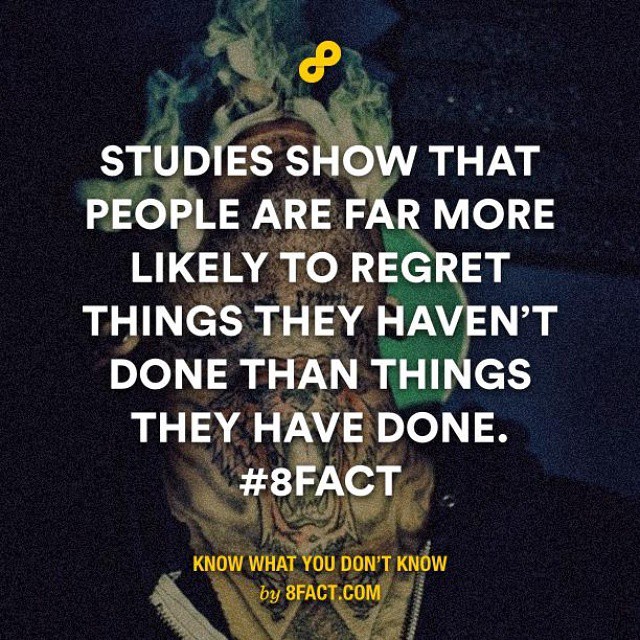 STUDIES SHOW THAT
PEOPLE ARE FAR MORE
LIKELY TO REGRET
THINGS THEY HAVEN'T
DONE THAN THINGS
THEY HAVE DONE.
#8FACT
KNOW WHAT YOU DON'T KNOW
by 8FACT.COM